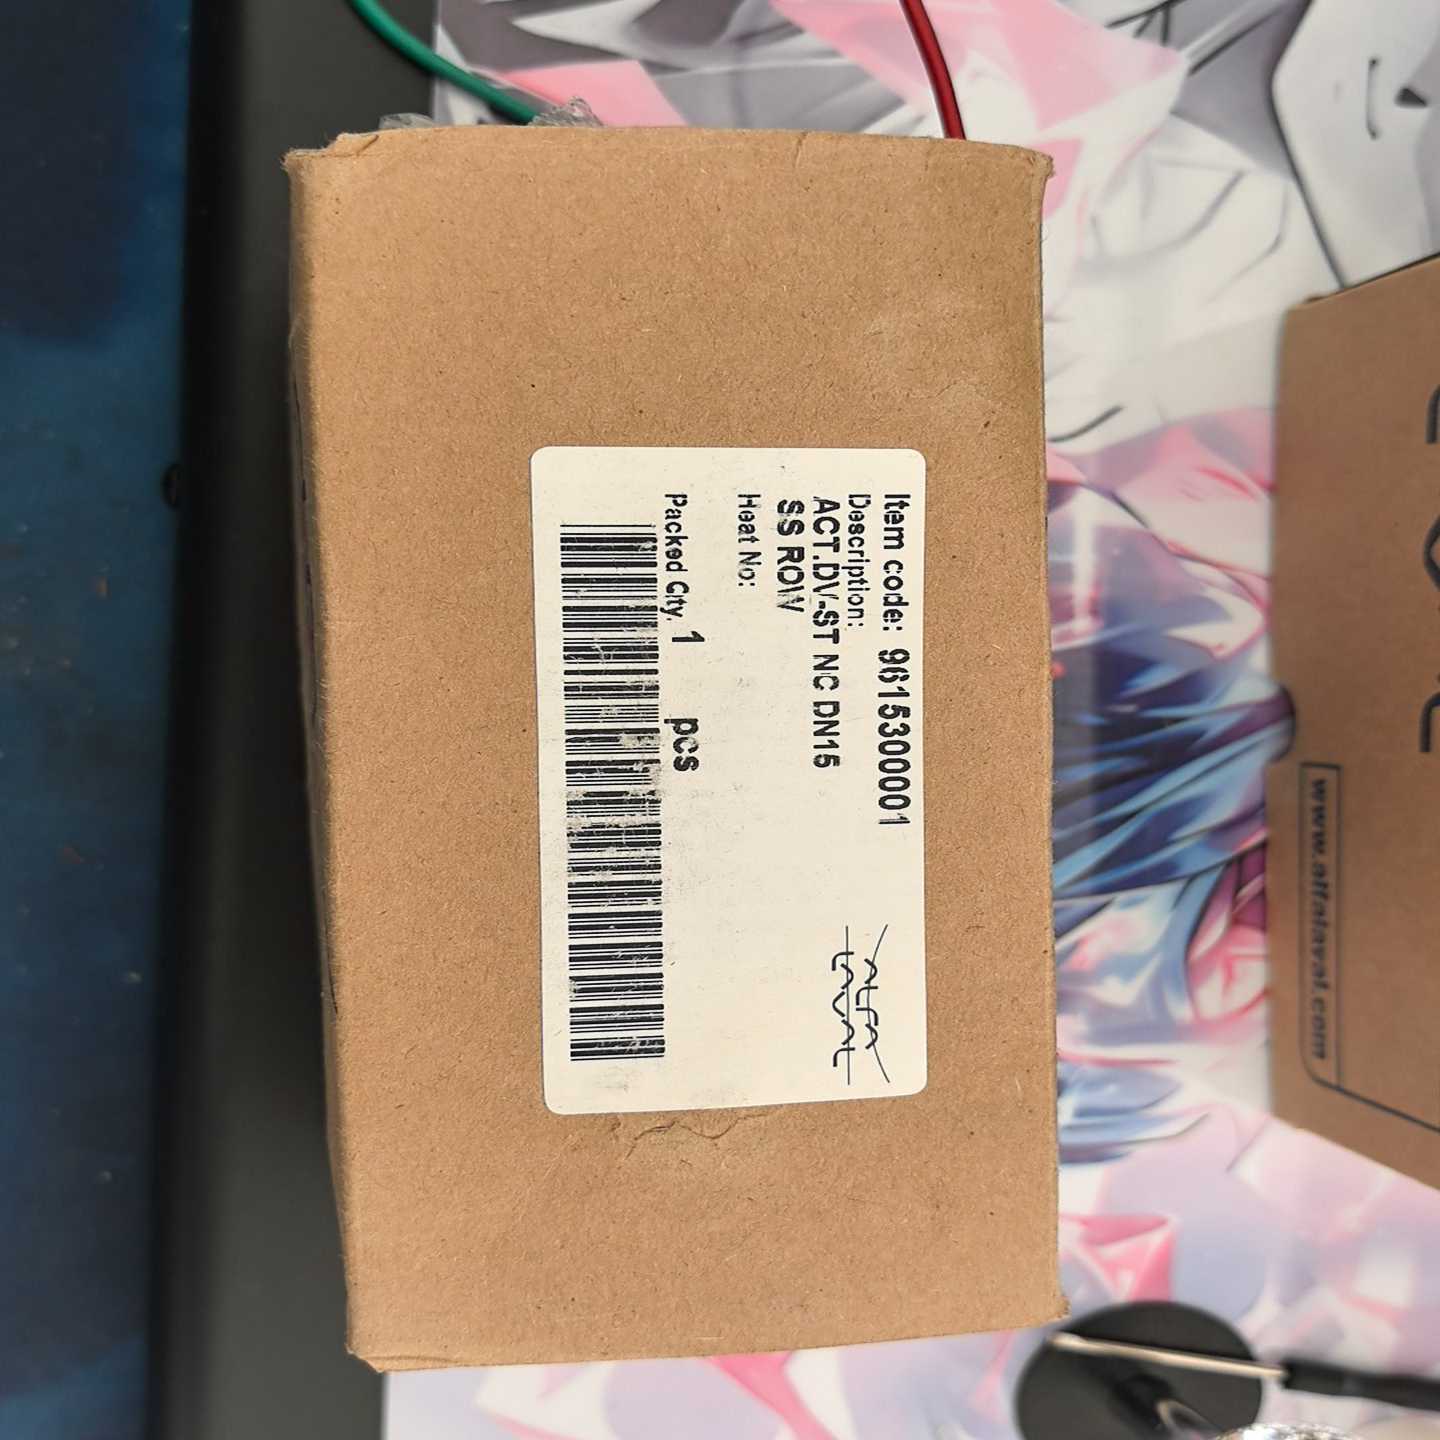 Item code: 9615300001
Description:
ACT.DV-ST NC DN15
SS ROW
Heat No:
Packed Qty. 1 pcs
ALFA
LAVAL
www.alfalaval.com